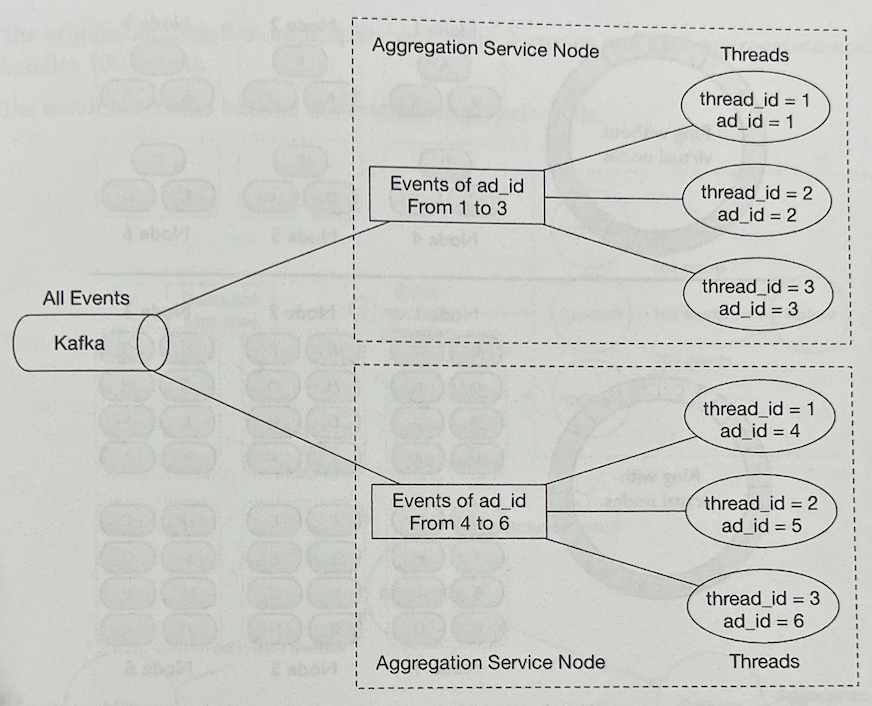 Aggregation Service Node
Threads
thread_id = 1
ad_id = 1
Events of ad_id
From 1 to 3
thread_id = 2
ad_id = 2
thread_id = 3
ad_id = 3
All Events
Kafka
thread_id = 1
ad_id = 4
Events of ad_id
From 4 to 6
thread_id = 2
ad_id = 5
thread_id = 3
ad_id = 6
Aggregation Service Node
Threads